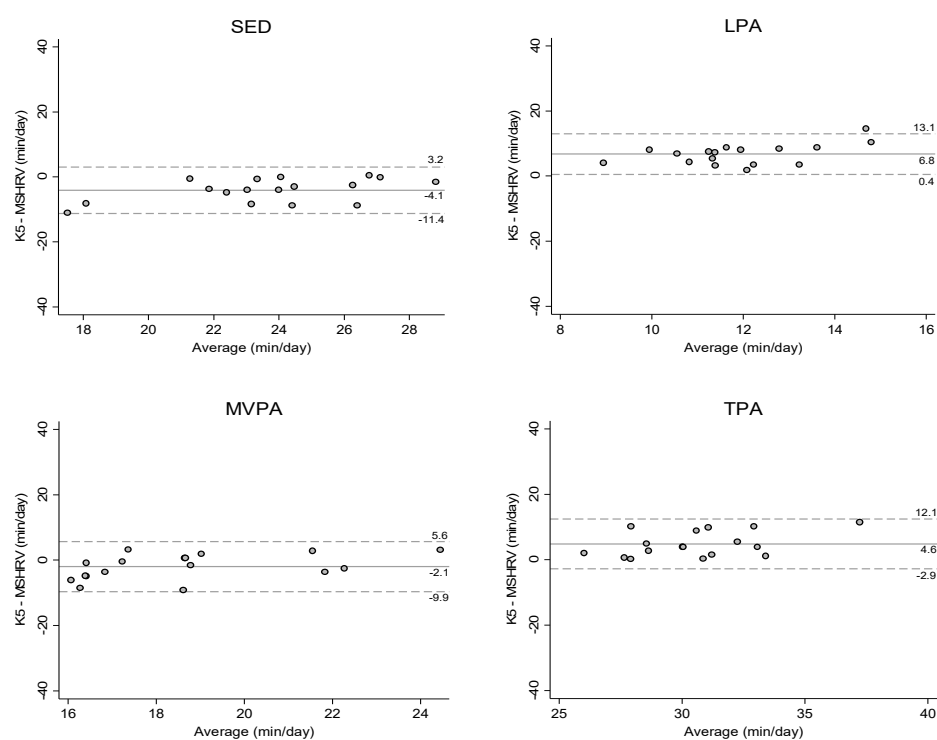 SED
K5 - MSHRV (min/day)
40
20
0
-20
-40
3.2
-4.1
-11.4
18 20 22 24 26 28
Average (min/day)
LPA
K5 - MSHRV (min/day)
40
20
0
-20
-40
13.1
6.8
0.4
8 10 12 14 16
Average (min/day)
MVPA
K5 - MSHRV (min/day)
40
20
0
-20
-40
5.6
-2.1
-9.9
16 18 20 22 24
Average (min/day)
TPA
K5 - MSHRV (min/day)
40
20
0
-20
-40
12.1
4.6
-2.9
25 30 35 40
Average (min/day)